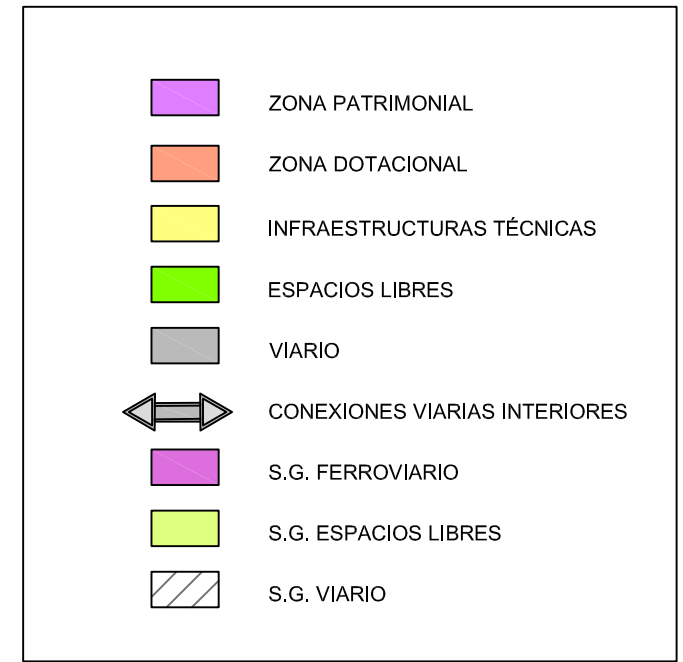 ZONA PATRIMONIAL
ZONA DOTACIONAL
INFRAESTRUCTURAS TÉCNICAS
ESPACIOS LIBRES
VIARIO
CONEXIONES VIARIAS INTERIORES
S.G. FERROVIARIO
S.G. ESPACIOS LIBRES
S.G. VIARIO